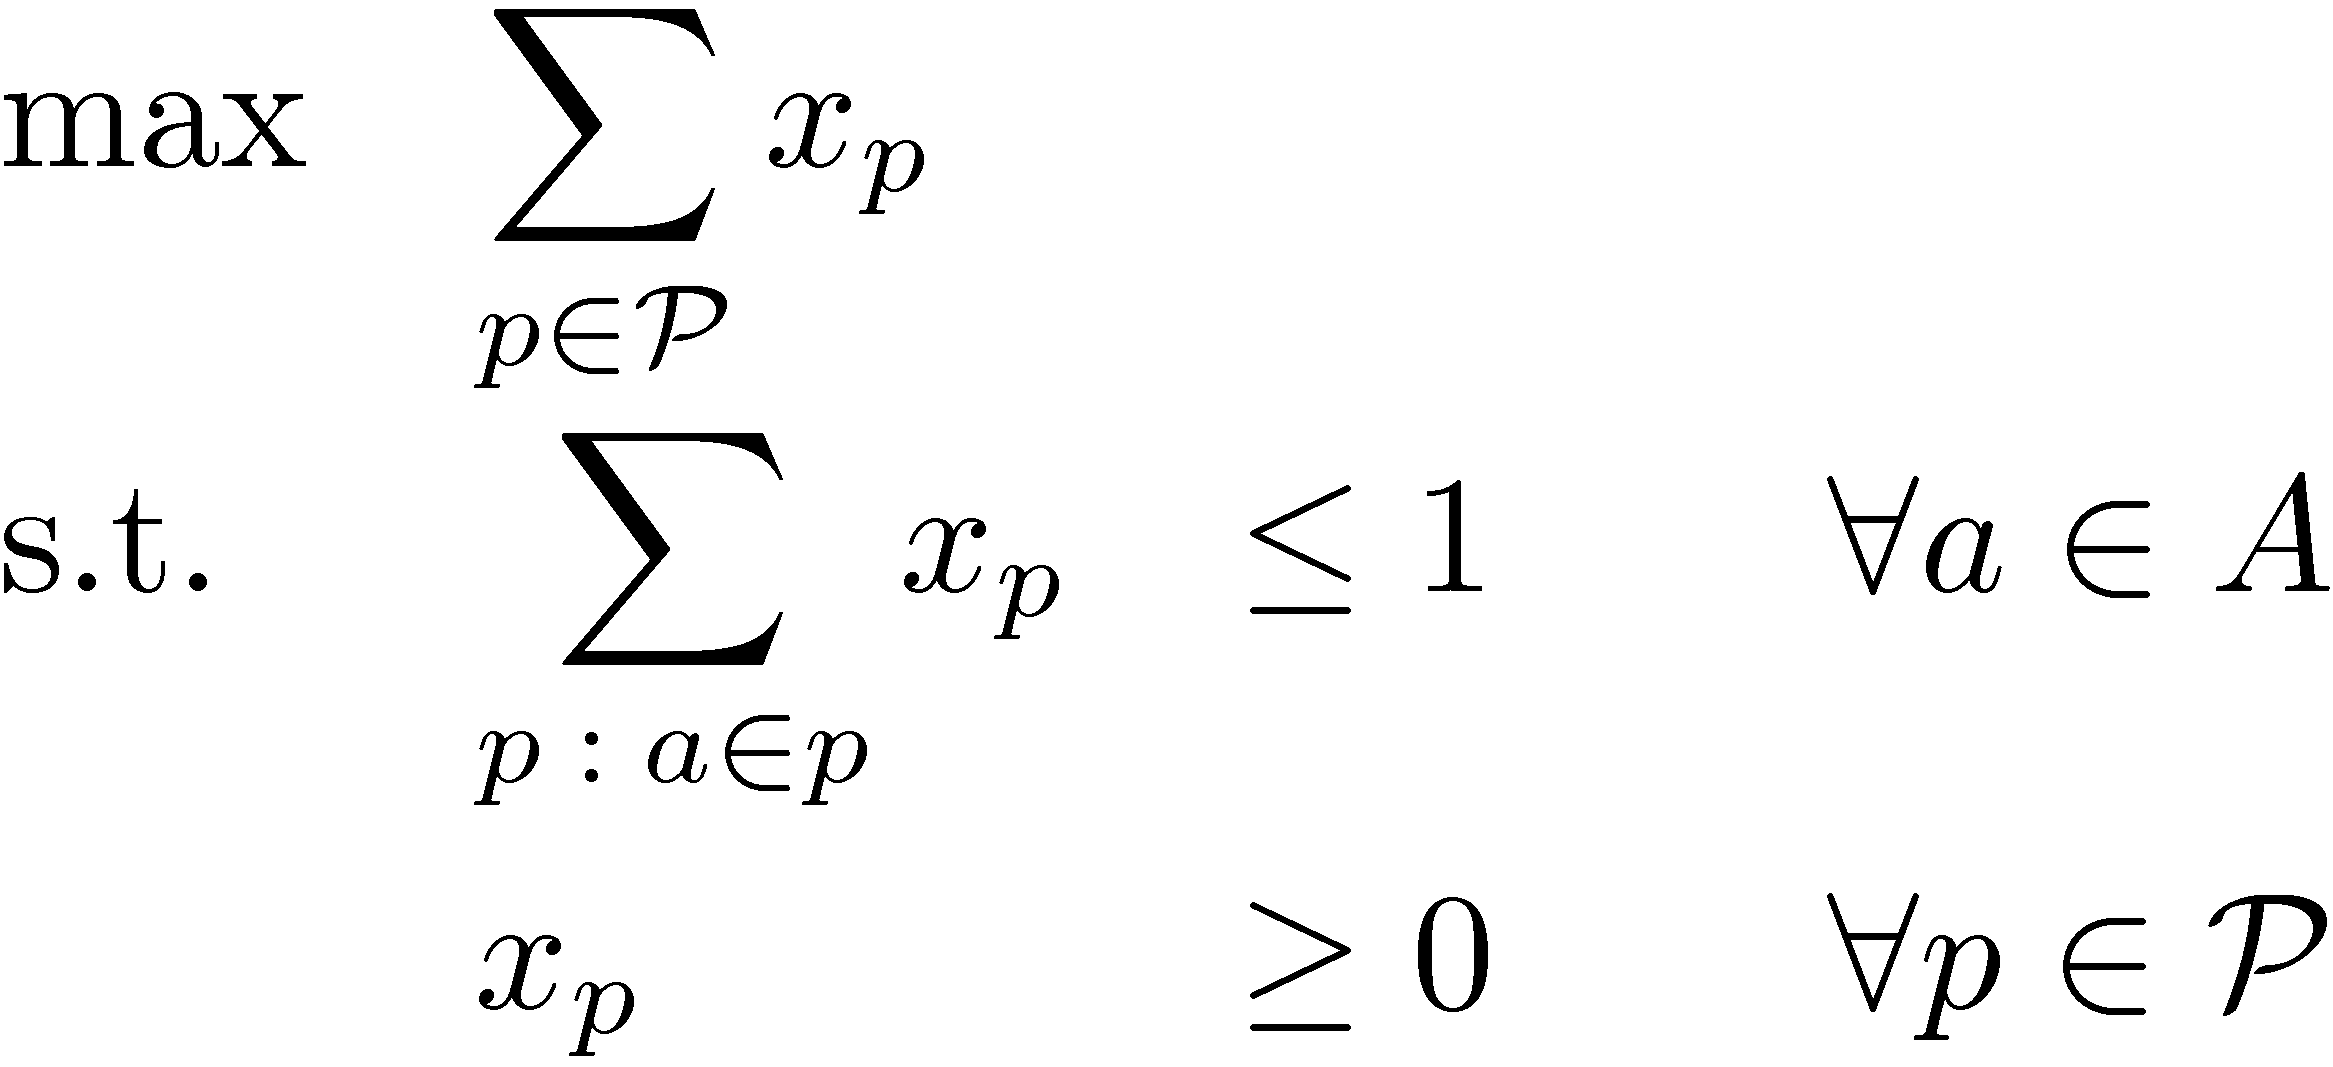 max ∑_{p∈𝒫} x_p
s.t. ∑_{p : a∈p} x_p ≤ 1 ∀a ∈ A
x_p ≥ 0 ∀p ∈ 𝒫